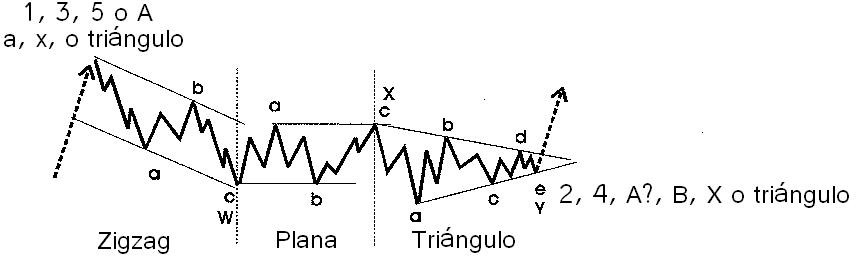 1, 3, 5 o A
a, x, o triángulo
b
a
c
W
a
b
c
X
a
b
c
d
e
Y
2, 4, A?, B, X o triángulo
Zigzag
Plana
Triángulo